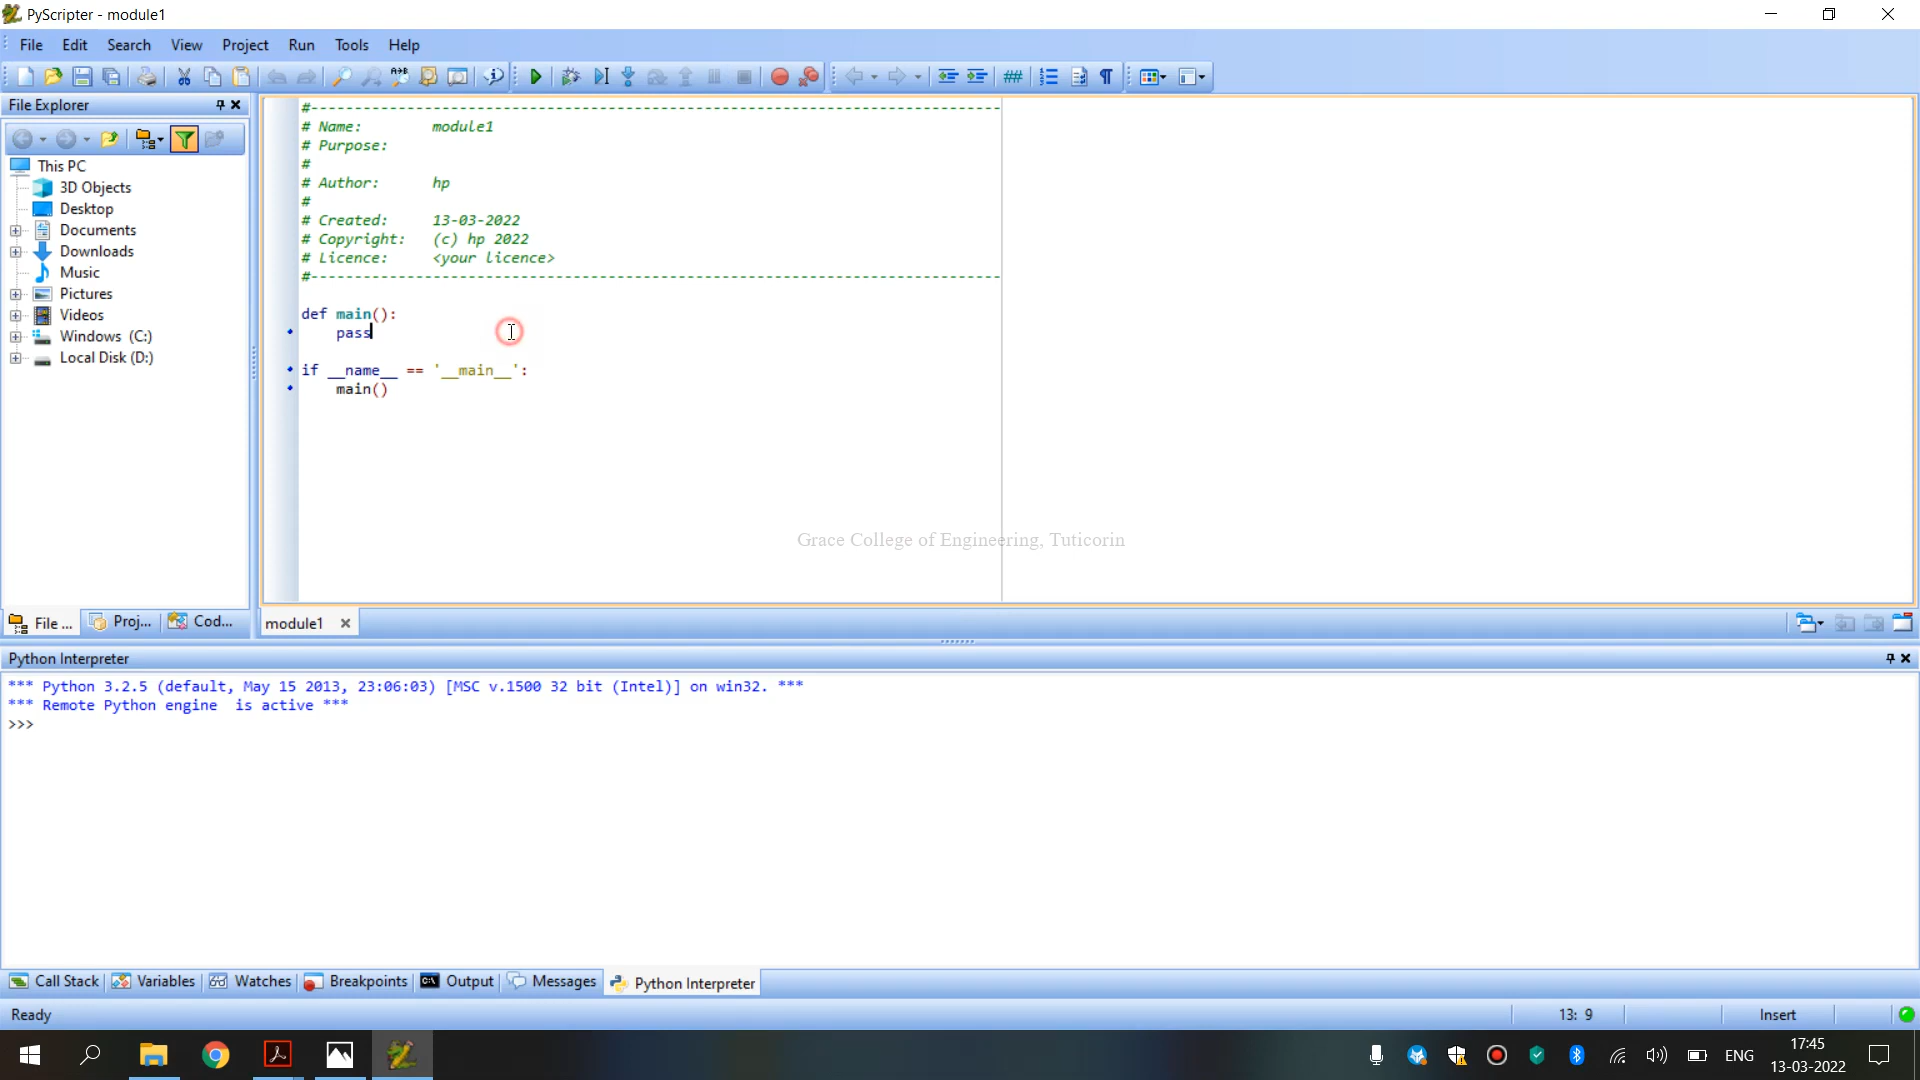 PyScripter - module1
File Edit Search View Project Run Tools Help
File Explorer
This PC
3D Objects
Desktop
Documents
Downloads
Music
Pictures
Videos
Windows (C:)
Local Disk (D:)
File ... Proj... Cod...
#-------------------------------------------------------------------------------
# Name:        module1
# Purpose:
#
# Author:      hp
#
# Created:     13-03-2022
# Copyright:   (c) hp 2022
# Licence:     <your licence>
#-------------------------------------------------------------------------------
def main():
    pass
if __name__ == '__main__':
    main()
Grace College of Engineering, Tuticorin
module1
Python Interpreter
*** Python 3.2.5 (default, May 15 2013, 23:06:03) [MSC v.1500 32 bit (Intel)] on win32. ***
*** Remote Python engine  is active ***
>>>
Call Stack Variables Watches Breakpoints Output Messages Python Interpreter
Ready 13: 9 Insert
ENG 17:45
13-03-2022